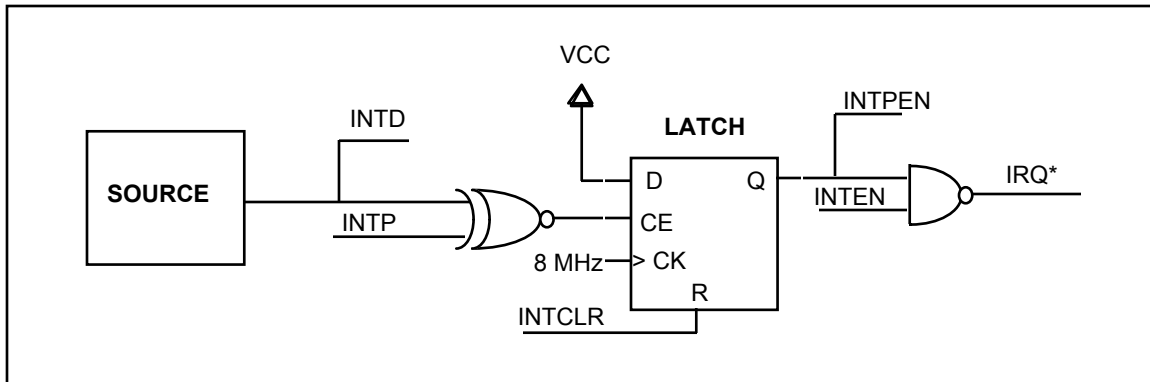 VCC
INTD
INTPEN
LATCH
SOURCE
D
Q
IRQ*
INTP
INTEN
CE
8 MHz
> CK
R
INTCLR